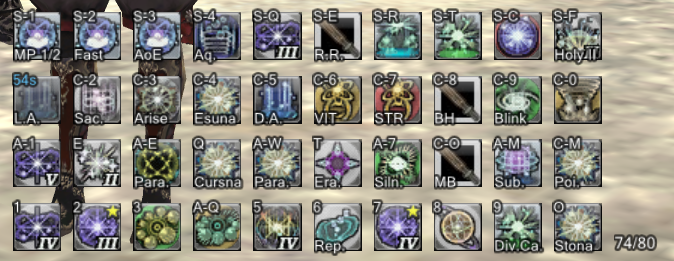 S-1 S-2 S-3 S-4 S-Q S-E S-R S-T S-C S-F
MP 1/2 Fast AoE Aq. III R.R. Holy II
54s C-2 C-3 C-4 C-5 C-6 C-7 C-8 C-9 C-0
L.A. Sac. Arise Esuna D.A. VIT STR BH Blink
A-1 E A-E Q A-W T A-7 C-O A-M C-M
V II Para. Cursna Para. Era. Siln. MB Sub. Poi.
1 2 3 A-Q 5 6 7 8 9 O
IV III IV Rep. IV Div.Ca. Stona 74/80